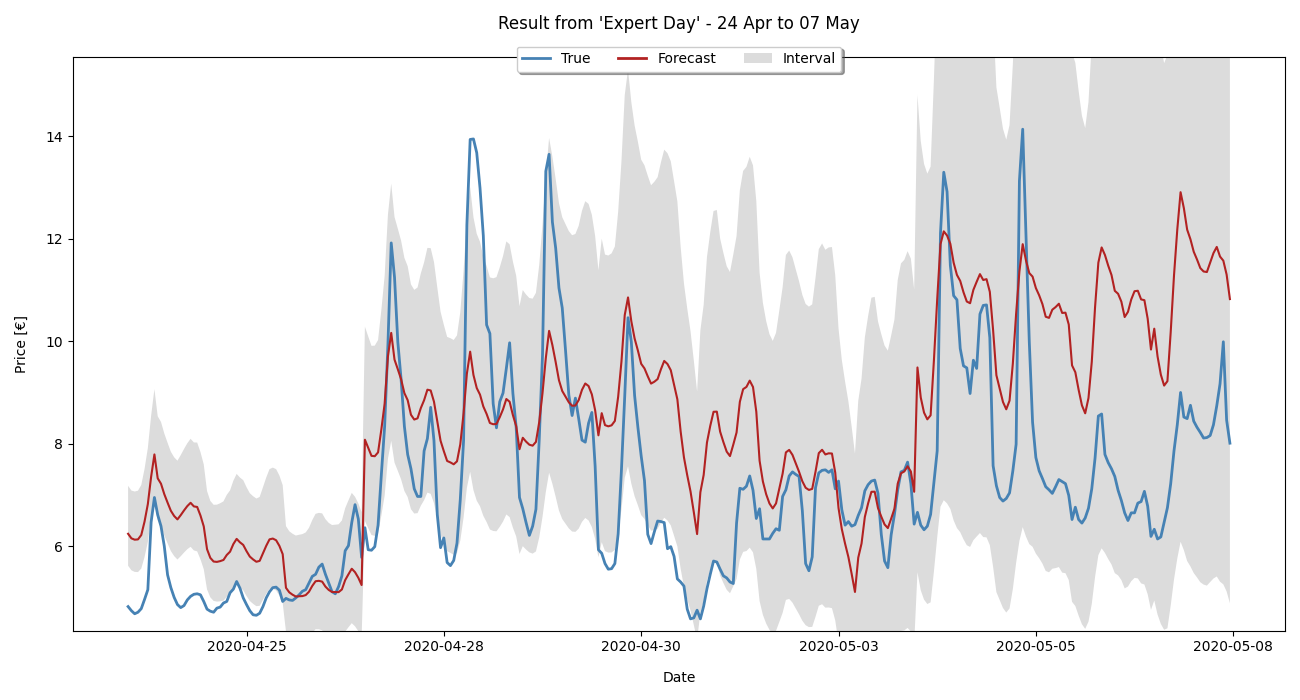 Result from 'Expert Day' - 24 Apr to 07 May
True Forecast Interval
14
12
10
8
6
Price [€]
2020-04-25 2020-04-28 2020-04-30 2020-05-03 2020-05-05 2020-05-08
Date